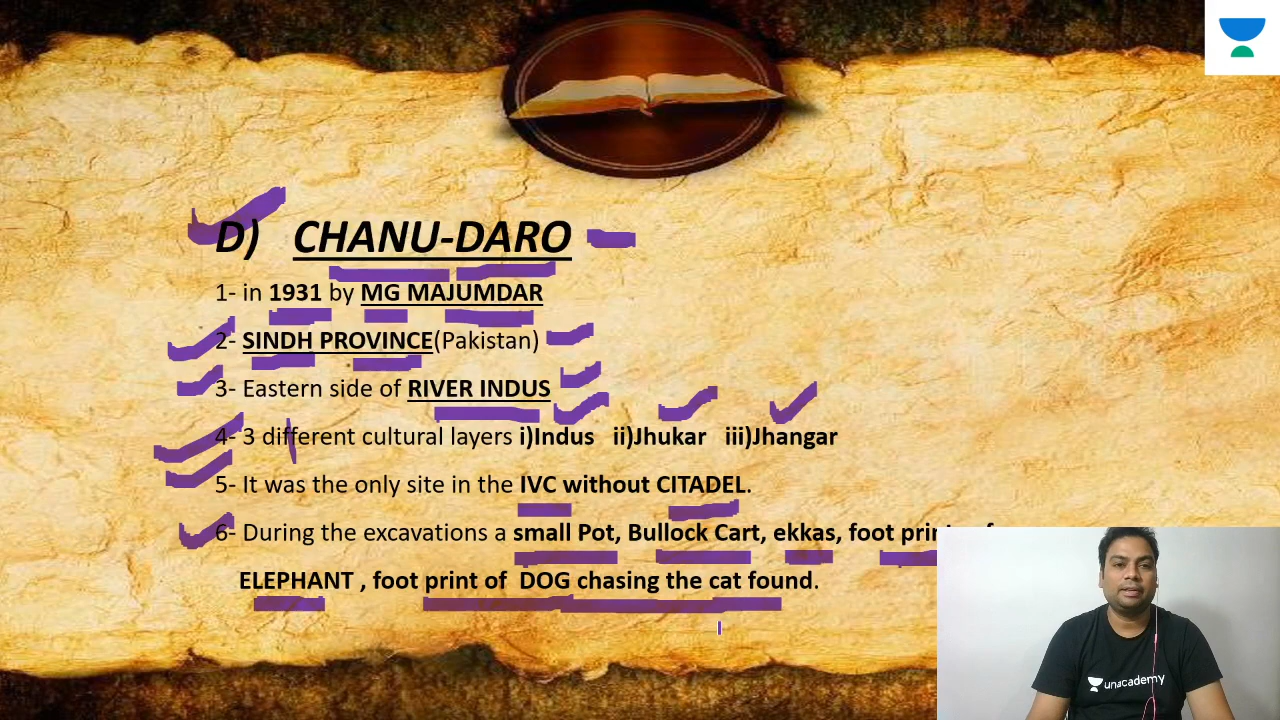 D) CHANU-DARO
1- in 1931 by MG MAJUMDAR
2- SINDH PROVINCE(Pakistan)
3- Eastern side of RIVER INDUS
4- 3 different cultural layers i)Indus ii)Jhukar iii)Jhangar
5- It was the only site in the IVC without CITADEL.
6- During the excavations a small Pot, Bullock Cart, ekkas, foot
ELEPHANT , foot print of DOG chasing the cat found.
unacademy